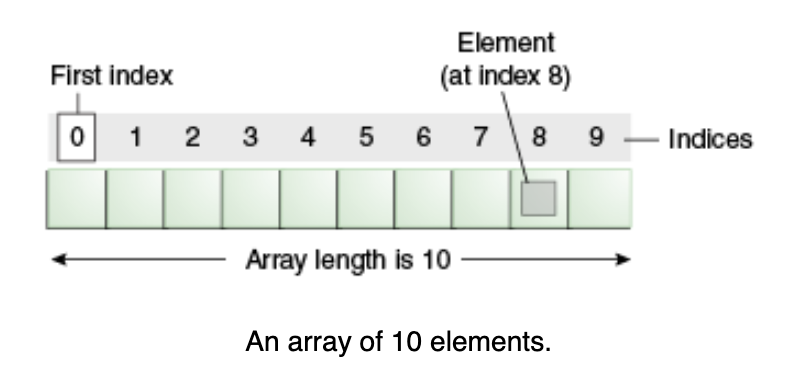 Element
(at index 8)
First index
0 1 2 3 4 5 6 7 8 9 Indices
Array length is 10
An array of 10 elements.